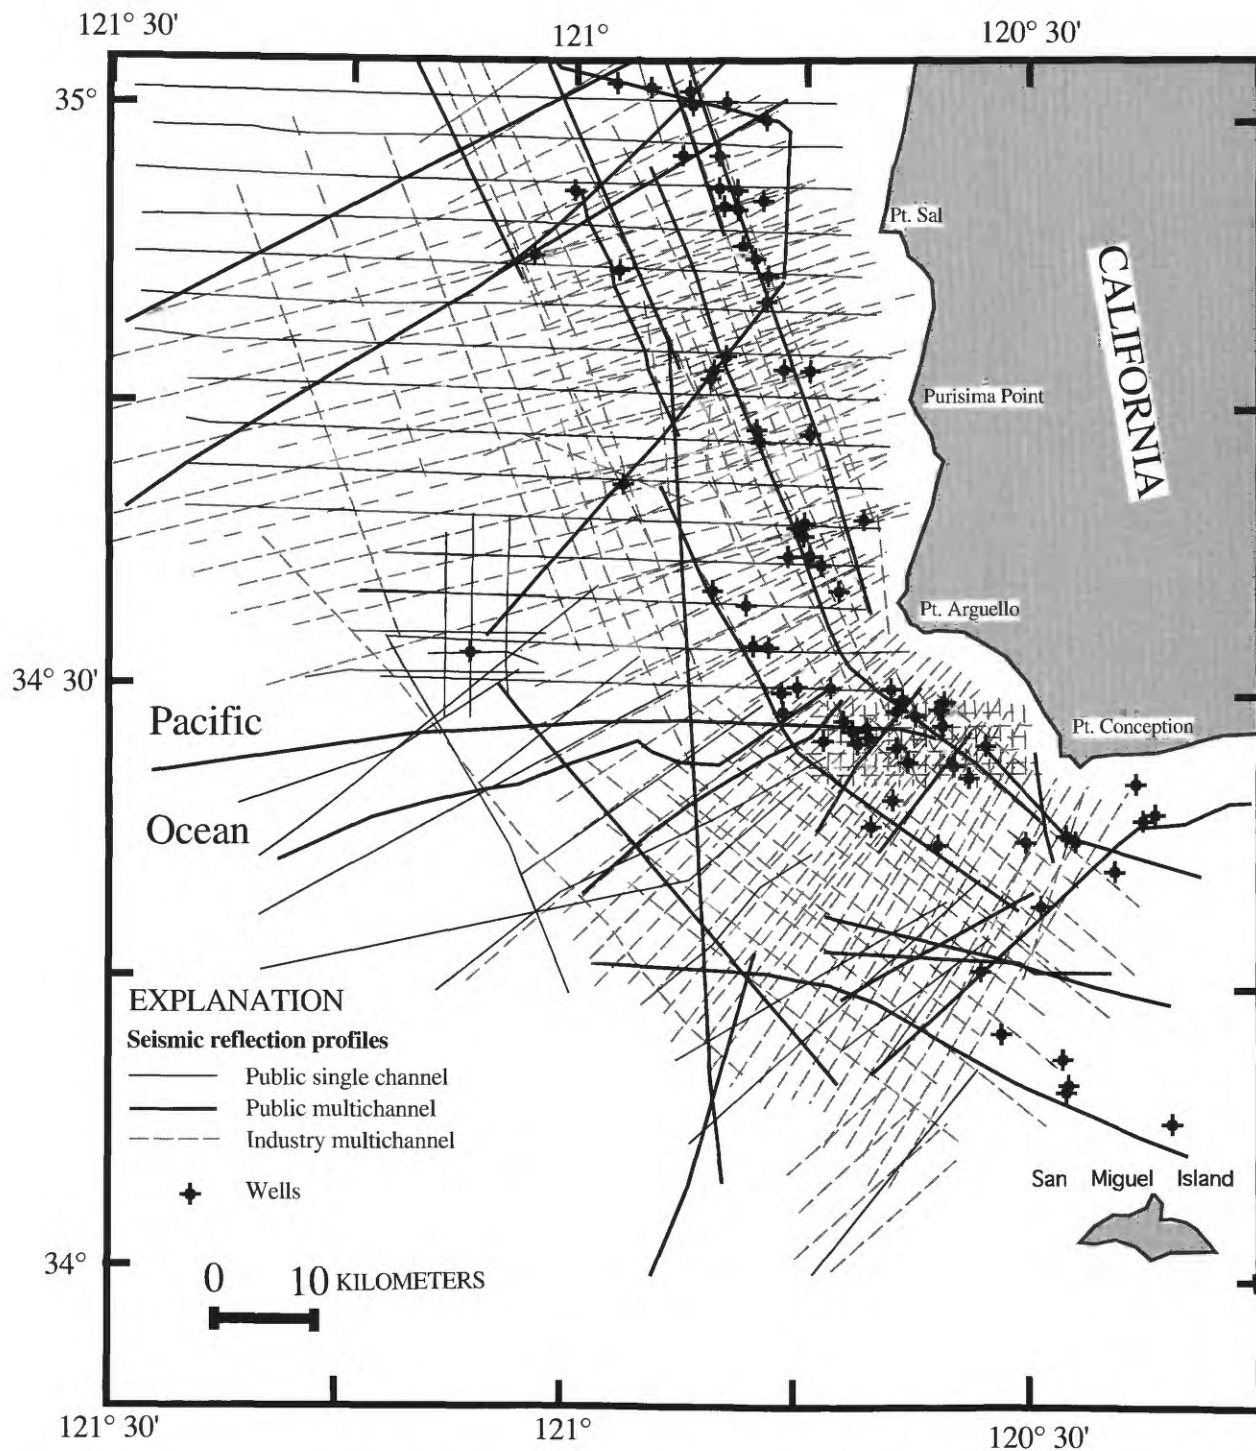 121° 30'
121°
120° 30'
35°
Pt. Sal
CALIFORNIA
Purisima Point
Pt. Arguello
34° 30'
Pacific
Pt. Conception
Ocean
EXPLANATION
Seismic reflection profiles
Public single channel
Public multichannel
Industry multichannel
Wells
San Miguel Island
34°
0 10 KILOMETERS
121° 30'
121°
120° 30'